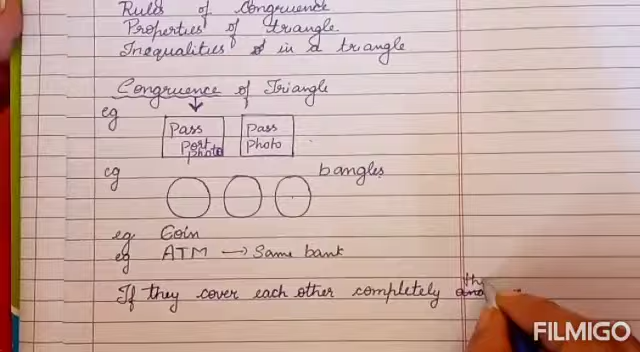 Rules of Congruence
Properties of triangle.
Inequalities in a triangle
Congruence of Triangle
eg
Pass
Port
Photo
Pass
Photo
eg
bangles
eg Coin
eg ATM → Same bank
If they cover each other completely
FILMIGO